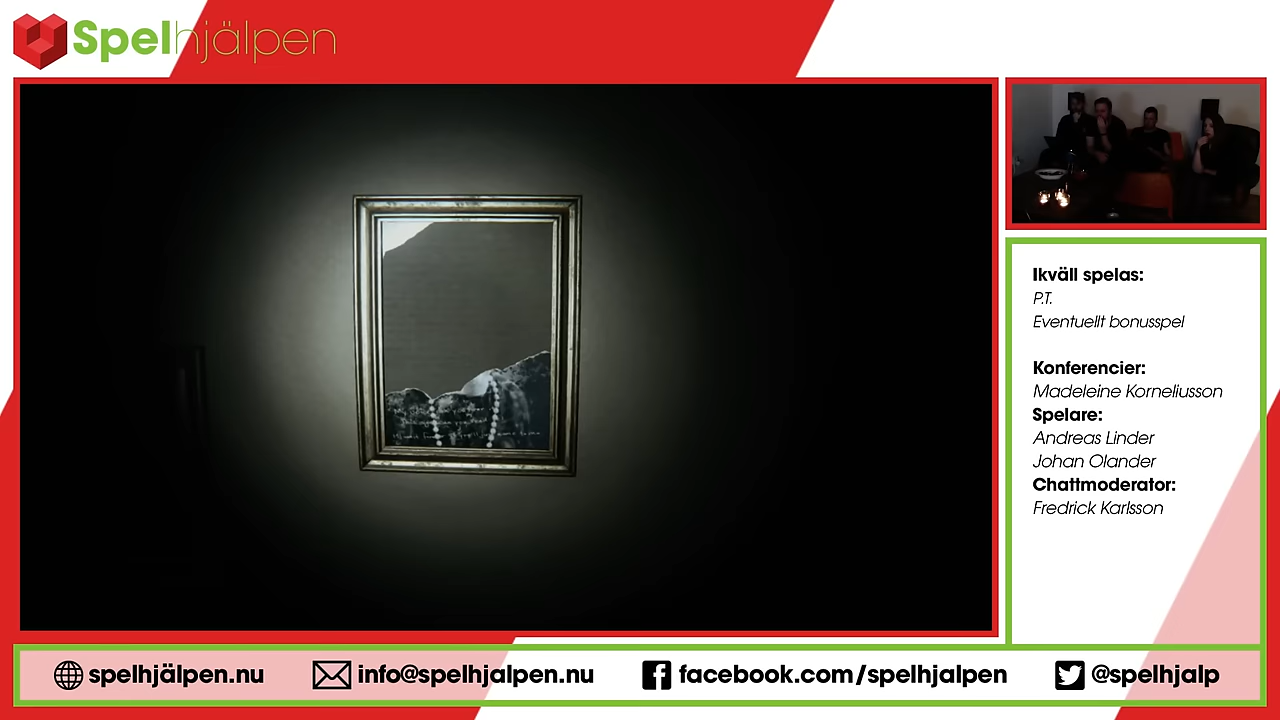 Spelhjälpen
Ikväll spelas:
P.T.
Eventuellt bonusspel
Konferencier:
Madeleine Korneliusson
Spelare:
Andreas Linder
Johan Olander
Chattmoderator:
Fredrick Karlsson
spelhjälpen.nu
info@spelhjalpen.nu
facebook.com/spelhjalpen
@spelhjalp